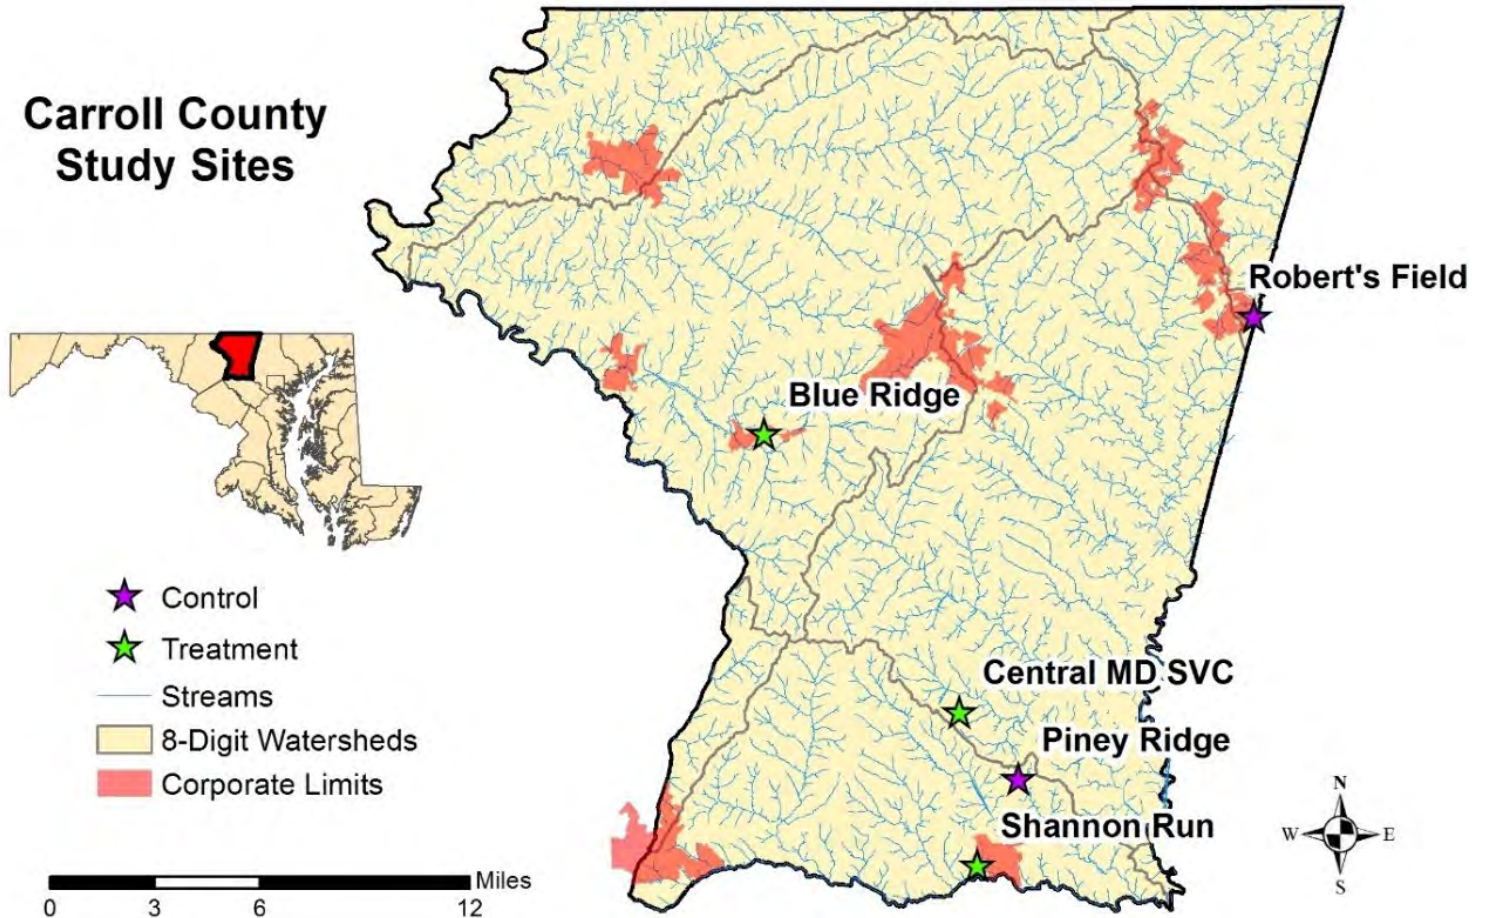 Carroll County
Study Sites
Robert's Field
Blue Ridge
Control
Treatment
Streams
8-Digit Watersheds
Corporate Limits
Central MD SVC
Piney Ridge
Shannon Run
N
W E
S
Miles
0 3 6 12